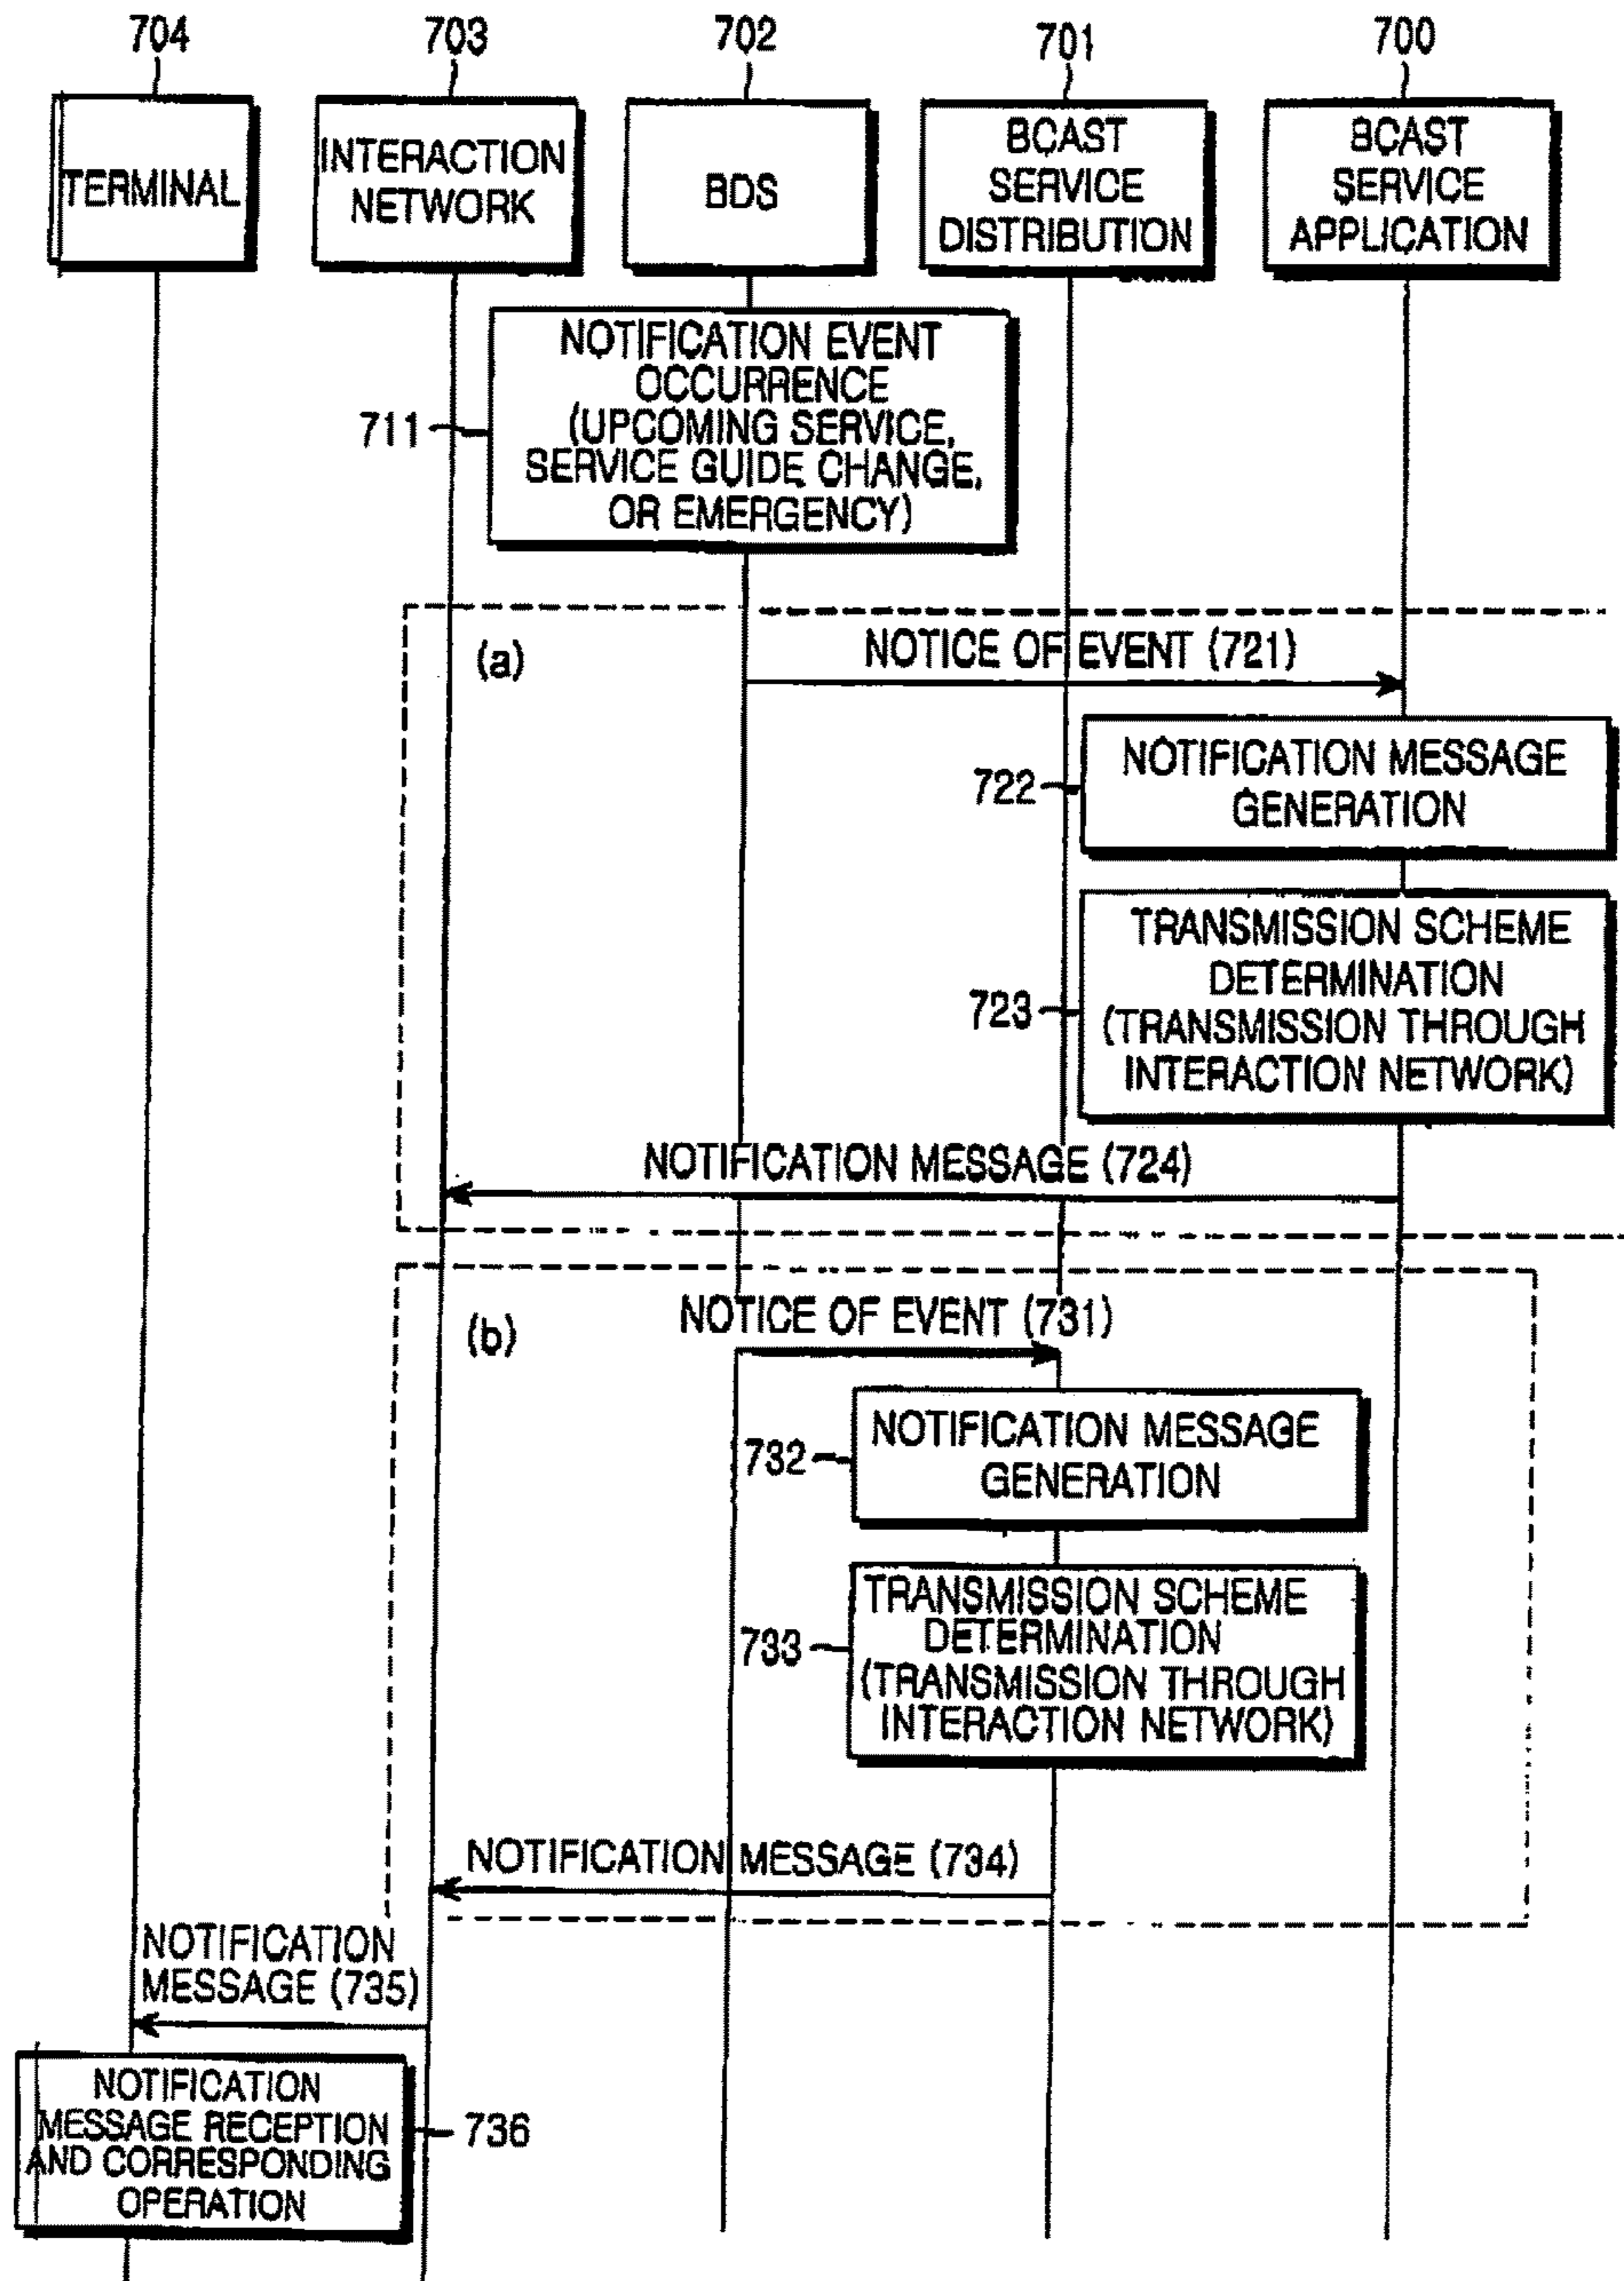 704
703
702
701
700
TERMINAL
INTERACTION
NETWORK
BDS
BCAST
SERVICE
DISTRIBUTION
BCAST
SERVICE
APPLICATION
711
NOTIFICATION EVENT
OCCURRENCE
(UPCOMING SERVICE,
SERVICE GUIDE CHANGE,
OR EMERGENCY)
(a)
NOTICE OF EVENT (721)
722
NOTIFICATION MESSAGE
GENERATION
723
TRANSMISSION SCHEME
DETERMINATION
(TRANSMISSION THROUGH
INTERACTION NETWORK)
NOTIFICATION MESSAGE (724)
(b)
NOTICE OF EVENT (731)
732
NOTIFICATION MESSAGE
GENERATION
733
TRANSMISSION SCHEME
DETERMINATION
(TRANSMISSION THROUGH
INTERACTION NETWORK)
NOTIFICATION MESSAGE (734)
NOTIFICATION
MESSAGE (735)
NOTIFICATION
MESSAGE RECEPTION
AND CORRESPONDING
OPERATION
736